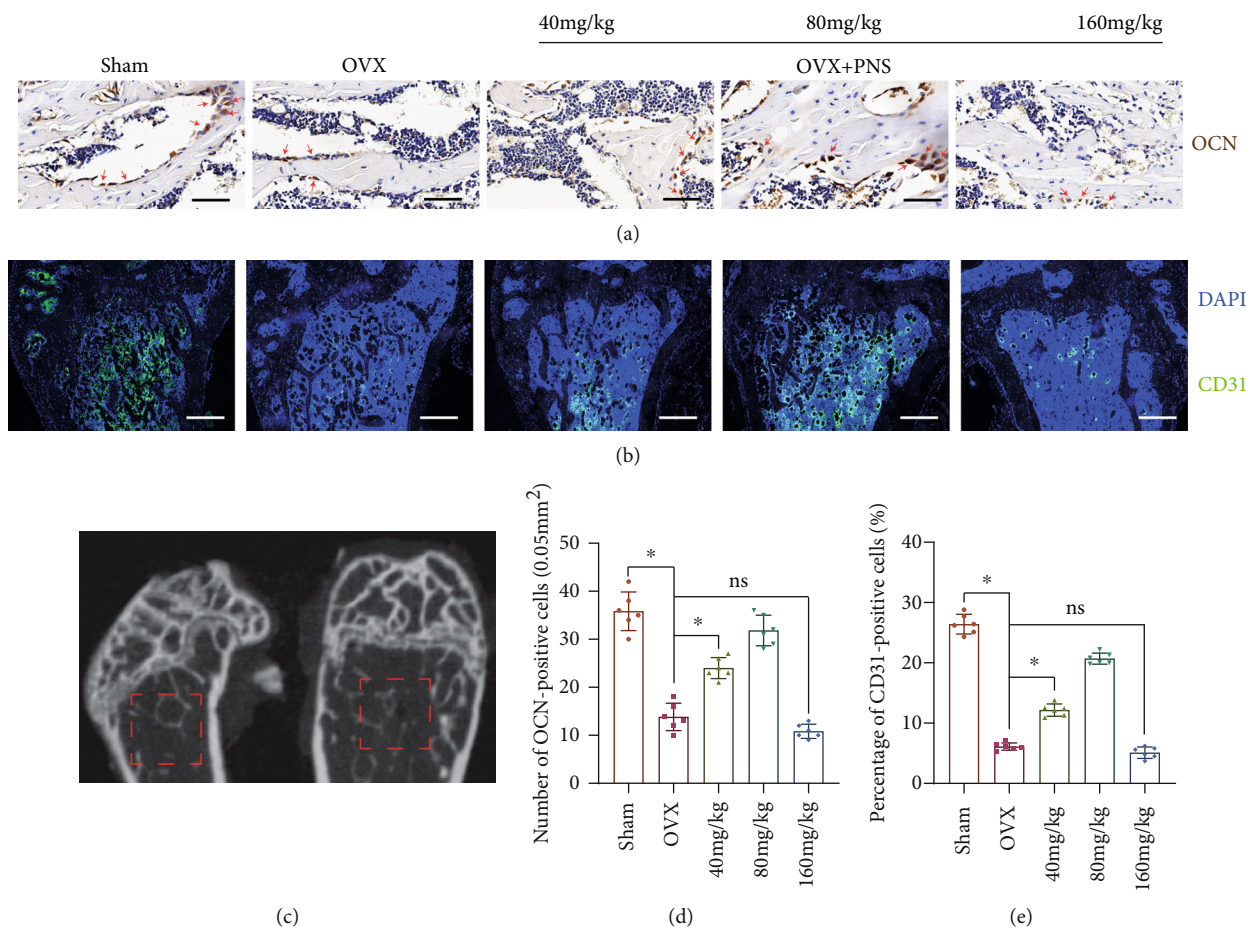 40mg/kg 80mg/kg 160mg/kg
Sham OVX OVX+PNS
OCN
(a)
DAPI
CD31
(b)
Number of OCN-positive cells (0.05mm²)
50
40
30
20
10
0
*
*
ns
Sham
OVX
40mg/kg
80mg/kg
160mg/kg
Percentage of CD31-positive cells (%)
40
30
20
10
0
*
*
ns
Sham
OVX
40mg/kg
80mg/kg
160mg/kg
(c) (d) (e)